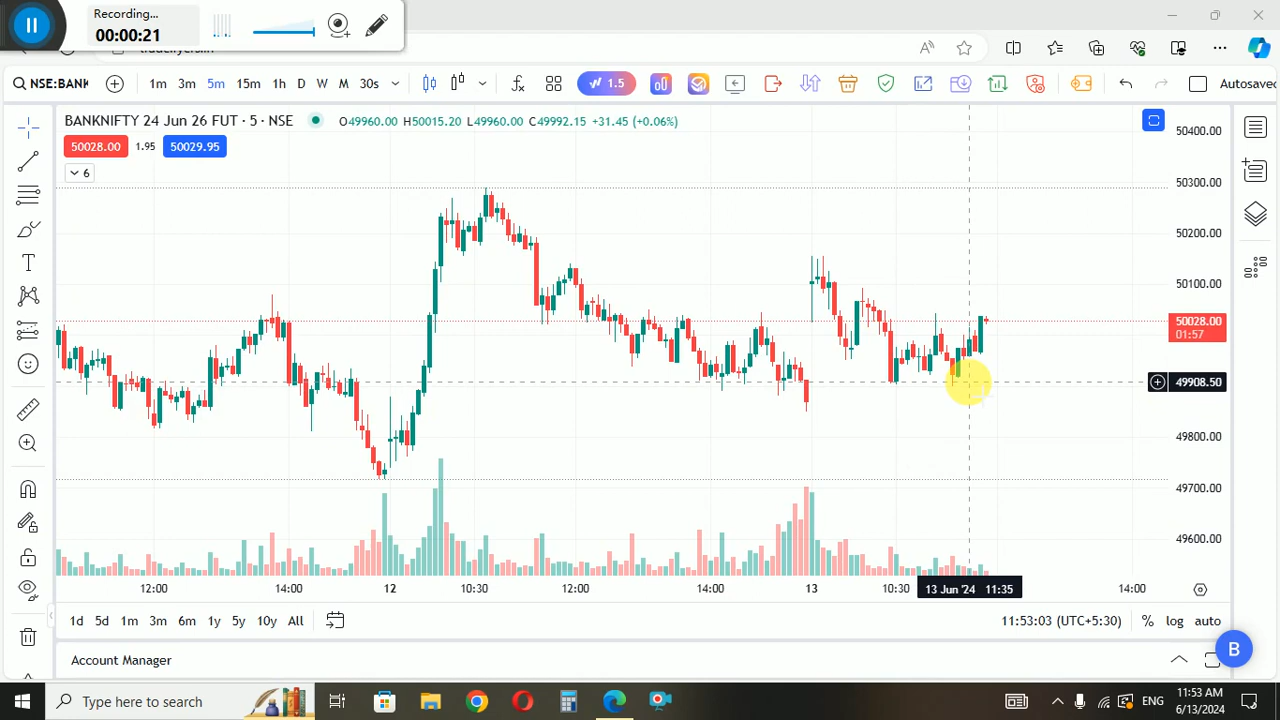 Recording...
00:00:21
NSE:BANK
1m 3m 5m 15m 1h D W M 30s
1.5
Autosaved
BANKNIFTY 24 Jun 26 FUT · 5 · NSE
O49960.00 H50015.20 L49960.00 C49992.15 +31.45 (+0.06%)
50028.00 1.95 50029.95
6
50400.00
50300.00
50200.00
50100.00
50028.00
01:57
49908.50
49800.00
49700.00
49600.00
12:00 14:00 12 10:30 12:00 14:00 13 10:30 13 Jun '24 11:35 14:00
1d 5d 1m 3m 6m 1y 5y 10y All
11:53:03 (UTC+5:30) % log auto
Account Manager
B
Type here to search
ENG
11:53 AM
6/13/2024